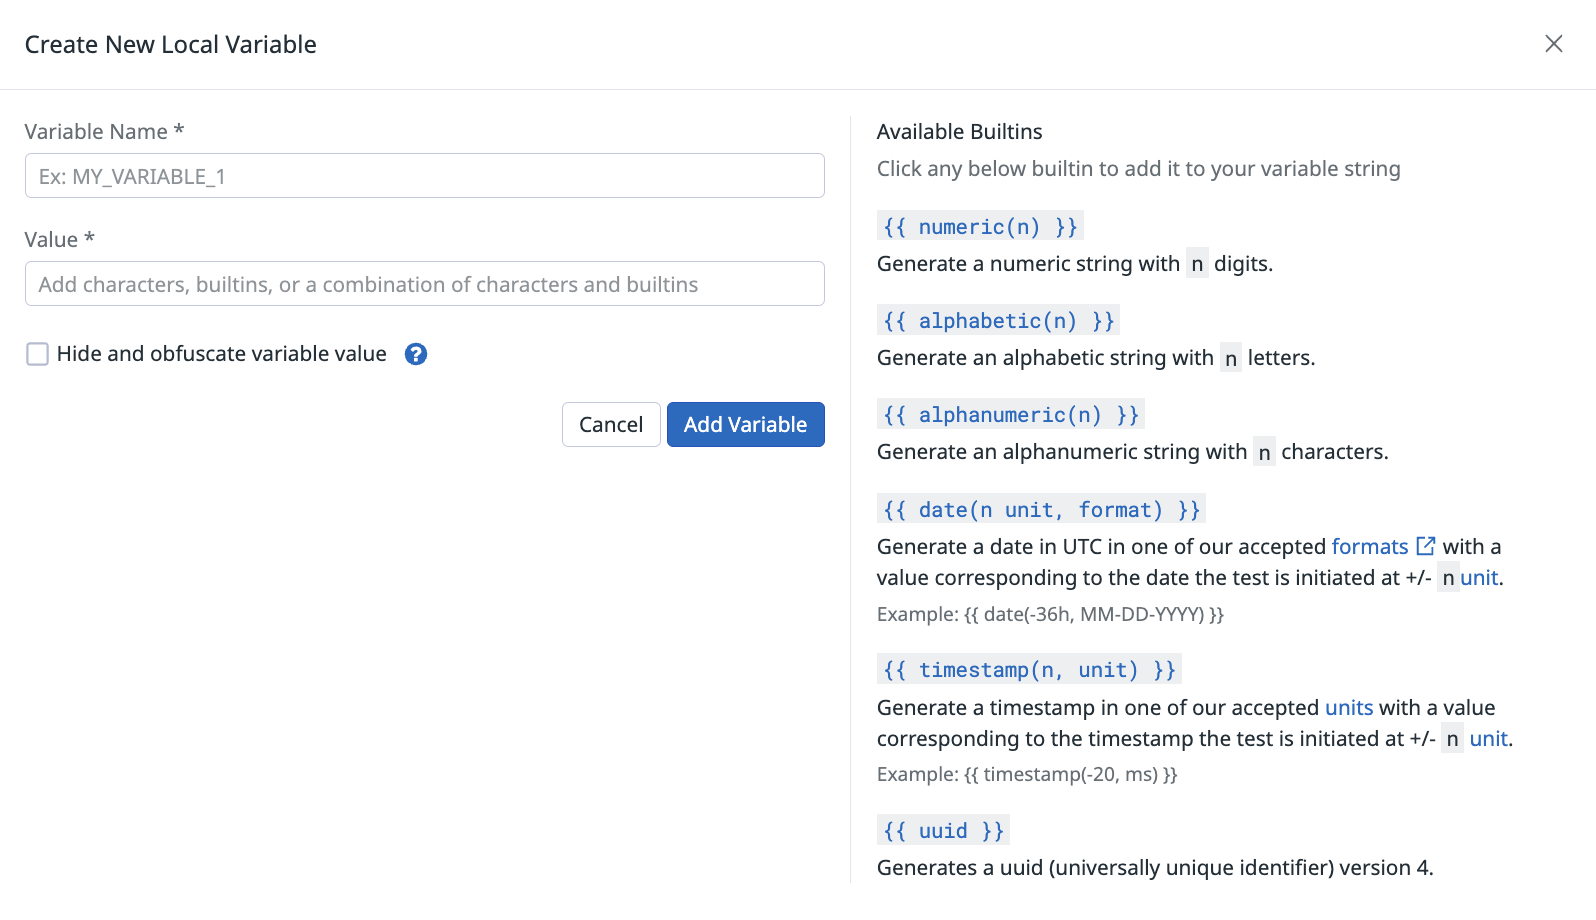 Create New Local Variable
Variable Name *
Ex: MY_VARIABLE_1
Value *
Add characters, builtins, or a combination of characters and builtins
Hide and obfuscate variable value ?
Cancel Add Variable
Available Builtins
Click any below builtin to add it to your variable string
{{ numeric(n) }}
Generate a numeric string with n digits.
{{ alphabetic(n) }}
Generate an alphabetic string with n letters.
{{ alphanumeric(n) }}
Generate an alphanumeric string with n characters.
{{ date(n unit, format) }}
Generate a date in UTC in one of our accepted formats with a
value corresponding to the date the test is initiated at +/- n unit.
Example: {{ date(-36h, MM-DD-YYYY) }}
{{ timestamp(n, unit) }}
Generate a timestamp in one of our accepted units with a value
corresponding to the timestamp the test is initiated at +/- n unit.
Example: {{ timestamp(-20, ms) }}
{{ uuid }}
Generates a uuid (universally unique identifier) version 4.